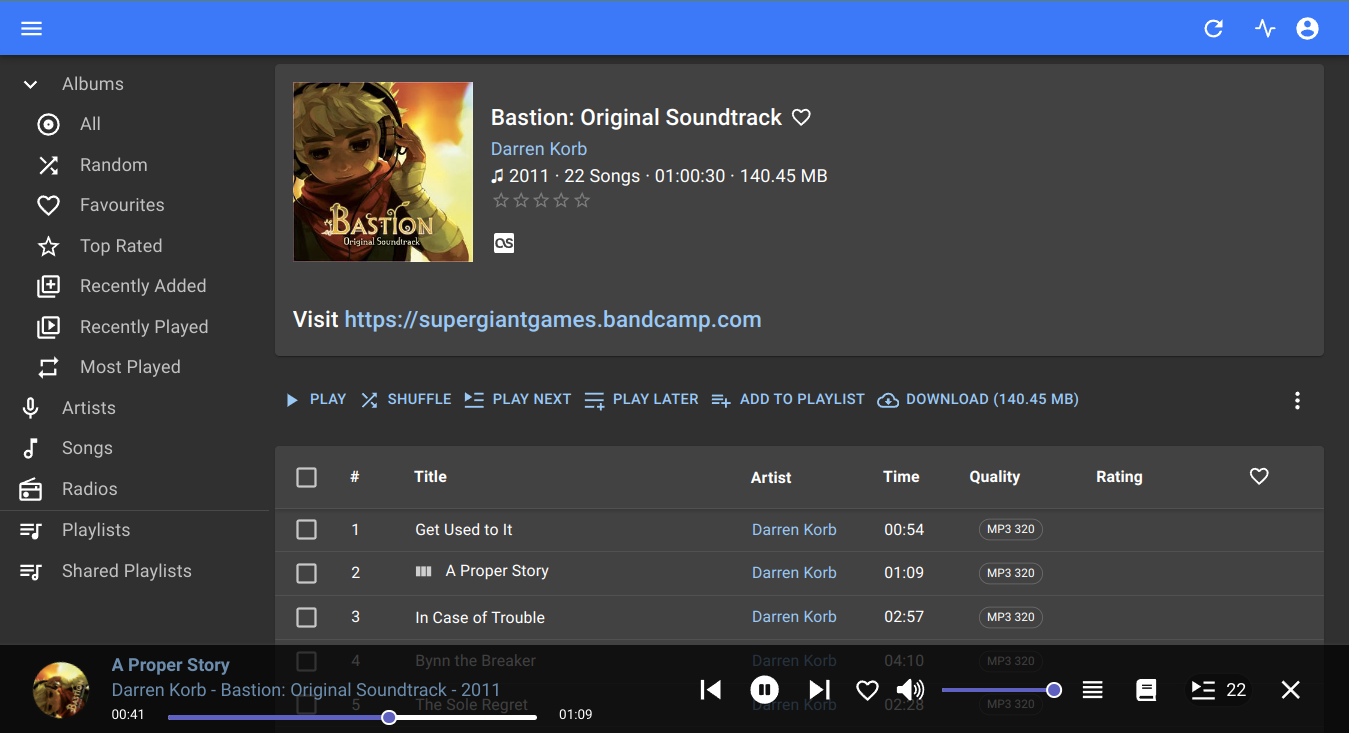 Albums
All
Random
Favourites
Top Rated
Recently Added
Recently Played
Most Played
Artists
Songs
Radios
Playlists
Shared Playlists
BASTION
Original Soundtrack
Bastion: Original Soundtrack
Darren Korb
2011 · 22 Songs · 01:00:30 · 140.45 MB
Visit https://supergiantgames.bandcamp.com
PLAY SHUFFLE PLAY NEXT PLAY LATER ADD TO PLAYLIST DOWNLOAD (140.45 MB)
# Title Artist Time Quality Rating
1 Get Used to It Darren Korb 00:54 MP3 320
2 A Proper Story Darren Korb 01:09 MP3 320
3 In Case of Trouble Darren Korb 02:57 MP3 320
4 Bynn the Breaker Darren Korb 04:10 MP3 320
5 The Sole Regret Darren Korb 02:28 MP3 320
A Proper Story
Darren Korb - Bastion: Original Soundtrack - 2011
00:41 01:09
22